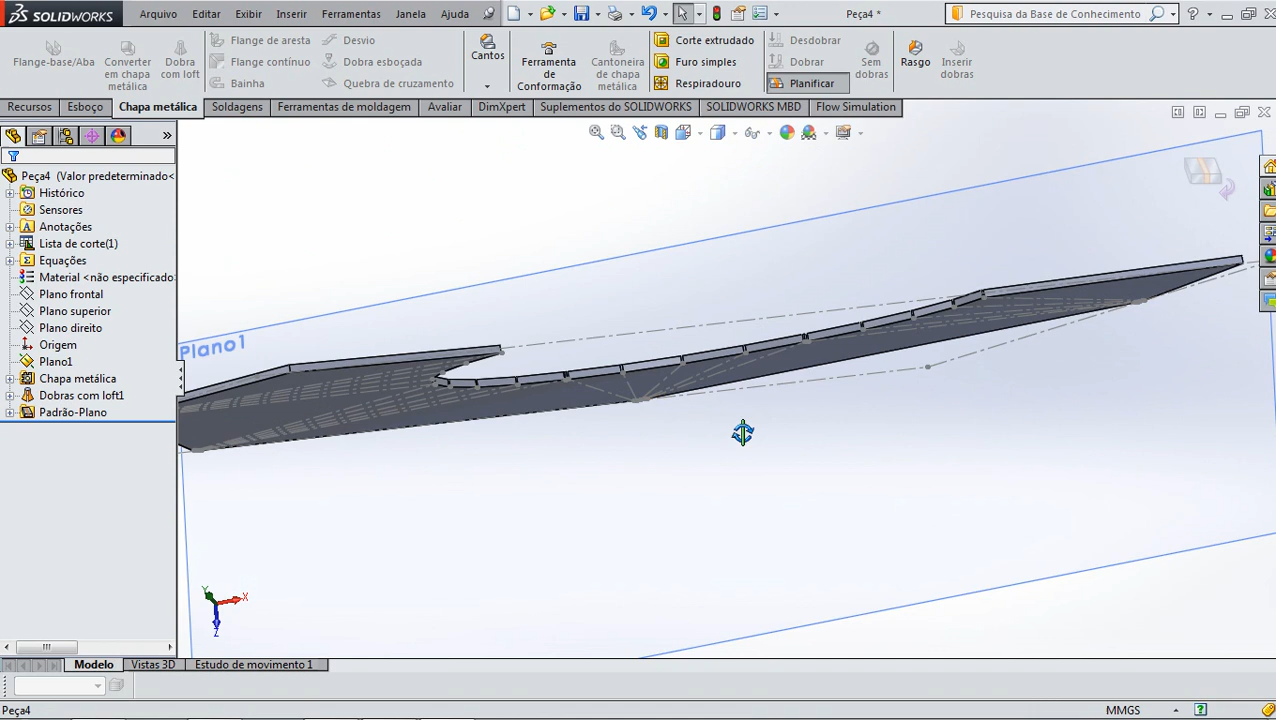 SOLIDWORKS Arquivo Editar Exibir Inserir Ferramentas Janela Ajuda Peça4 * Pesquisa da Base de Conhecimento
Flange-base/Aba
Converter em chapa metálica
Dobra com loft
Flange de aresta
Flange contínuo
Bainha
Desvio
Dobra esboçada
Quebra de cruzamento
Cantos
Ferramenta de Conformação
Cantoneira de chapa metálica
Corte extrudado
Furo simples
Respiradouro
Desdobrar
Dobrar
Planificar
Sem dobras
Rasgo
Inserir dobras
Recursos Esboço Chapa metálica Soldagens Ferramentas de moldagem Avaliar DimXpert Suplementos do SOLIDWORKS SOLIDWORKS MBD Flow Simulation
Peça4 (Valor predeterminado<
Histórico
Sensores
Anotações
Lista de corte(1)
Equações
Material <não especificado>
Plano frontal
Plano superior
Plano direito
Origem
Plano1
Chapa metálica
Dobras com loft1
Padrão-Plano
Plano1
Y
X
Z
Modelo Vistas 3D Estudo de movimento 1
Peça4 MMGS